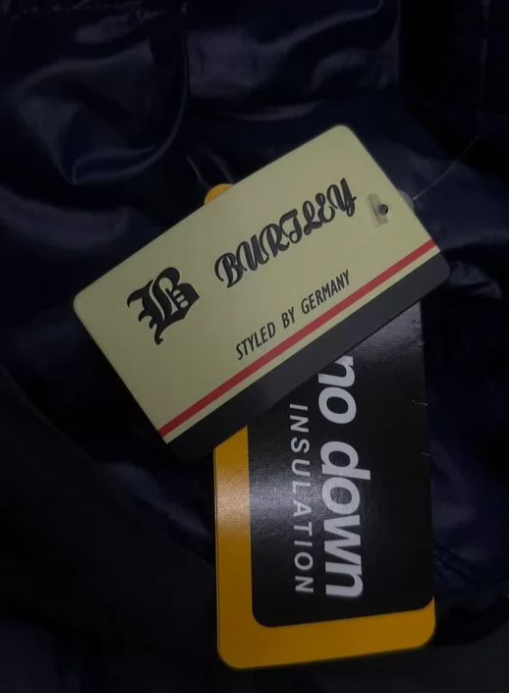 B
BURTLEY
STYLED BY GERMANY
no down
INSULATION